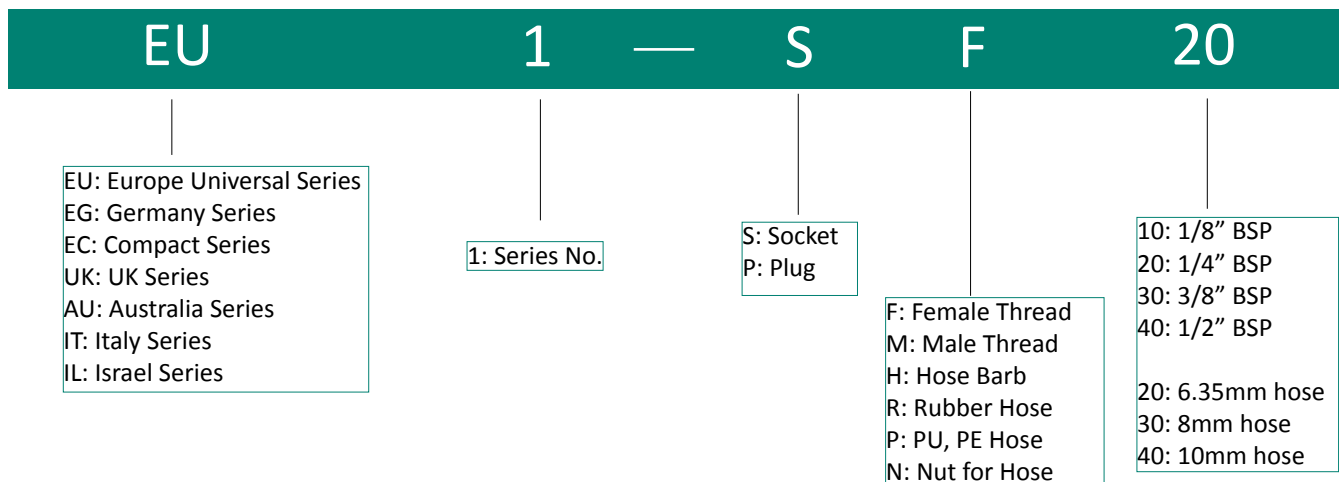 EU 1 — S F 20
EU: Europe Universal Series
EG: Germany Series
EC: Compact Series
UK: UK Series
AU: Australia Series
IT: Italy Series
IL: Israel Series
1: Series No.
S: Socket
P: Plug
F: Female Thread
M: Male Thread
H: Hose Barb
R: Rubber Hose
P: PU, PE Hose
N: Nut for Hose
10: 1/8” BSP
20: 1/4” BSP
30: 3/8” BSP
40: 1/2” BSP
20: 6.35mm hose
30: 8mm hose
40: 10mm hose